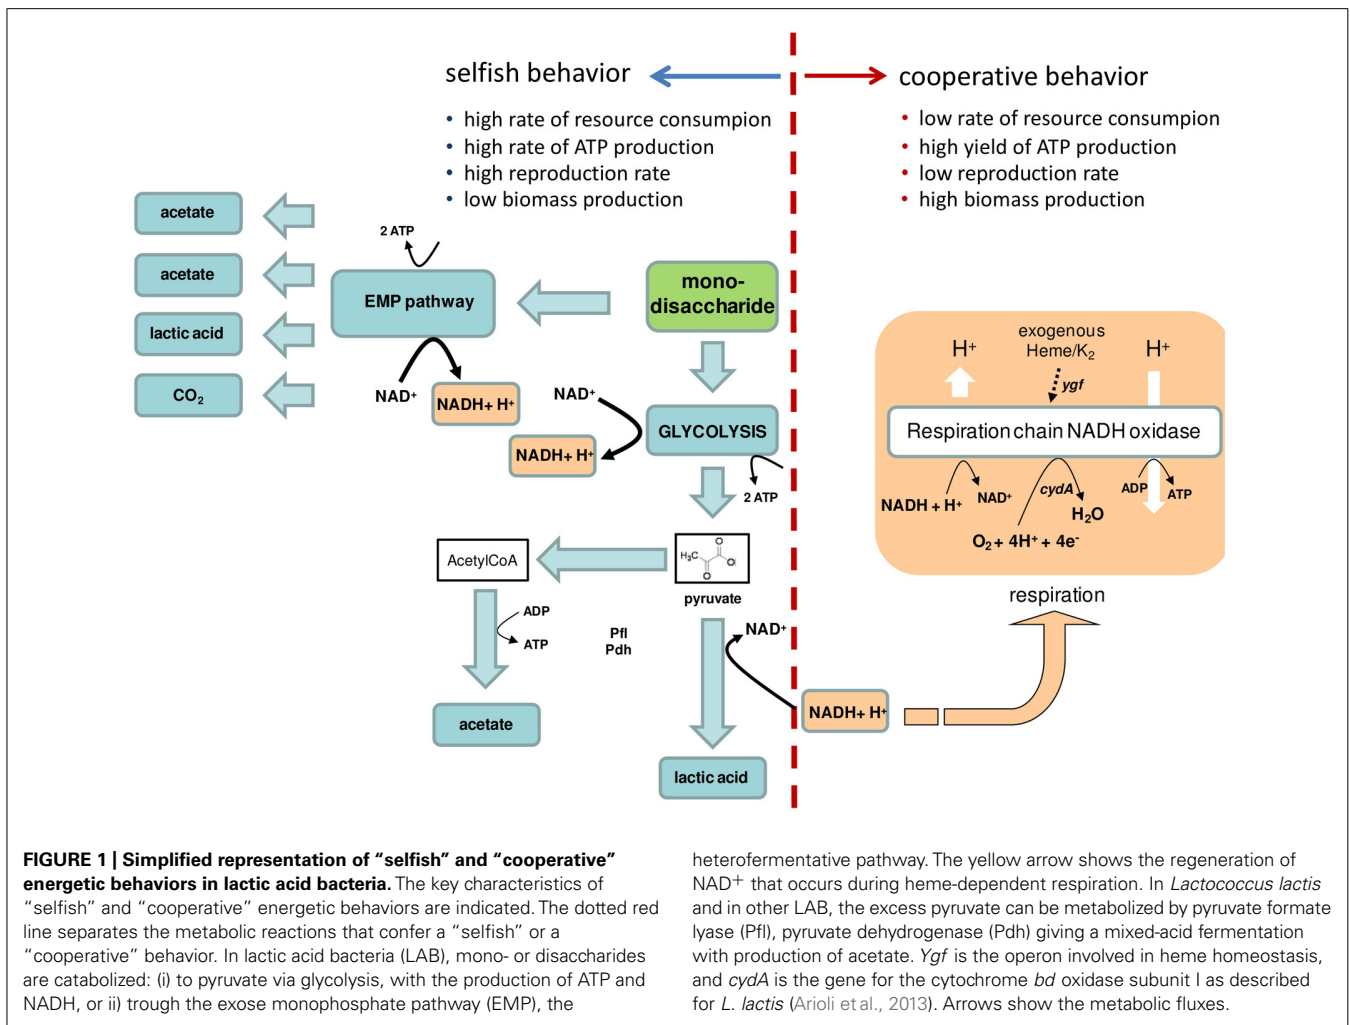 selfish behavior
cooperative behavior
• high rate of resource consumpion
• high rate of ATP production
• high reproduction rate
• low biomass production
• low rate of resource consumption
• high yield of ATP production
• low reproduction rate
• high biomass production
acetate
acetate
lactic acid
CO₂
2 ATP
EMP pathway
NAD⁺
NADH+ H⁺
mono-
disaccharide
NAD⁺
NADH+ H⁺
GLYCOLYSIS
2 ATP
AcetylCoA
H₃C
O
O
pyruvate
ADP
ATP
Pfl
Pdh
NAD⁺
acetate
lactic acid
NADH+ H⁺
exogenous
Heme/K₂
H⁺
H⁺
ygf
Respiration chain NADH oxidase
NADH + H⁺
NAD⁺
cydA
H₂O
ADP
ATP
O₂ + 4H⁺ + 4e⁻
respiration
FIGURE 1 | Simplified representation of “selfish” and “cooperative”
energetic behaviors in lactic acid bacteria. The key characteristics of
“selfish” and “cooperative” energetic behaviors are indicated. The dotted red
line separates the metabolic reactions that confer a “selfish” or a
“cooperative” behavior. In lactic acid bacteria (LAB), mono- or disaccharides
are catabolized: (i) to pyruvate via glycolysis, with the production of ATP and
NADH, or ii) trough the exose monophosphate pathway (EMP), the
heterofermentative pathway. The yellow arrow shows the regeneration of
NAD⁺ that occurs during heme-dependent respiration. In Lactococcus lactis
and in other LAB, the excess pyruvate can be metabolized by pyruvate formate
lyase (Pfl), pyruvate dehydrogenase (Pdh) giving a mixed-acid fermentation
with production of acetate. Ygf is the operon involved in heme homeostasis,
and cydA is the gene for the cytochrome bd oxidase subunit I as described
for L. lactis (Arioli et al., 2013). Arrows show the metabolic fluxes.